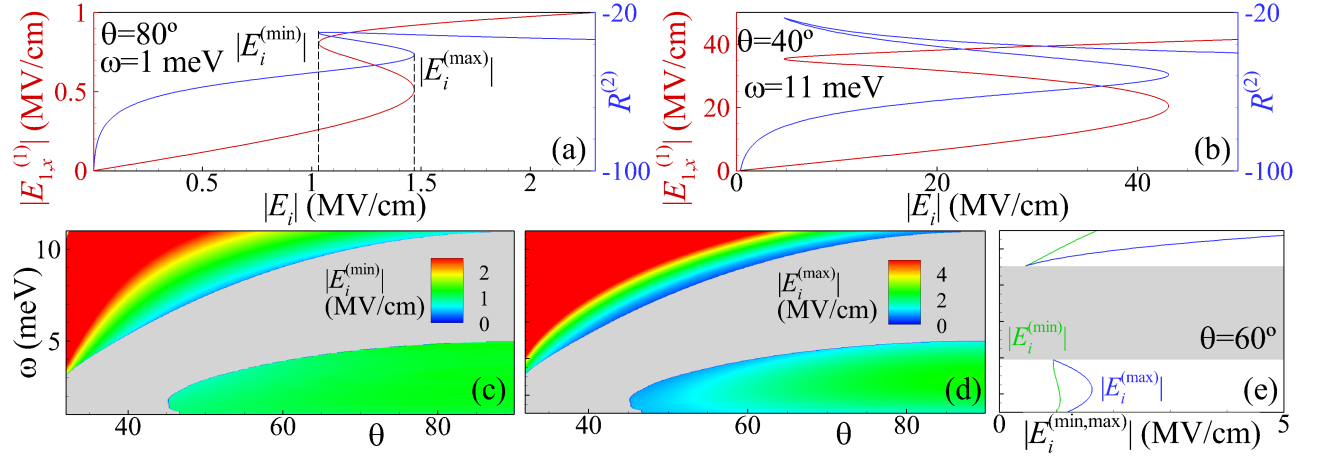 |E_{1,x}^{(1)}| (MV/cm)
1
0.5
0
θ=80º
ω=1 meV
|E_i^{(min)}|
|E_i^{(max)}|
(a)
-20
R^{(2)}
-100
0.5
1
1.5
2
|E_i| (MV/cm)
|E_{1,x}^{(1)}| (MV/cm)
40
20
0
θ=40º
ω=11 meV
(b)
-20
R^{(2)}
-100
0
20
40
|E_i| (MV/cm)
ω (meV)
10
5
|E_i^{(min)}|
(MV/cm)
2
1
0
(c)
40
60
θ
80
|E_i^{(max)}|
(MV/cm)
4
2
0
(d)
40
60
θ
80
|E_i^{(min)}|
θ=60º
|E_i^{(max)}|
(e)
0
5
|E_i^{(min,max)}| (MV/cm)